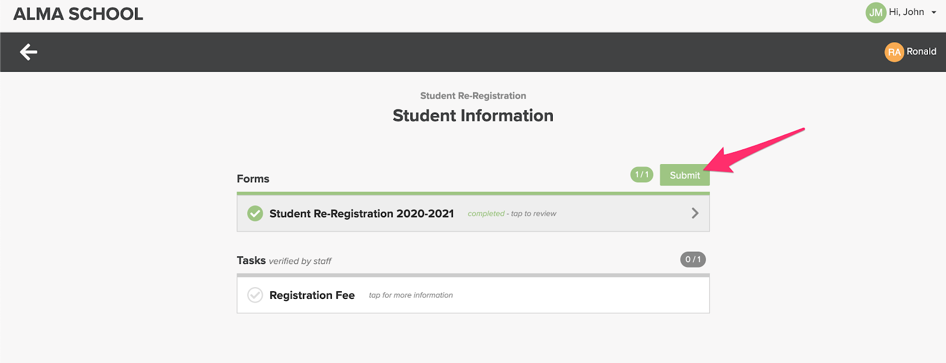 ALMA SCHOOL
JM Hi, John
RA Ronald
Student Re-Registration
Student Information
Forms 1 / 1 Submit
Student Re-Registration 2020-2021 completed - tap to review
Tasks verified by staff 0 / 1
Registration Fee tap for more information